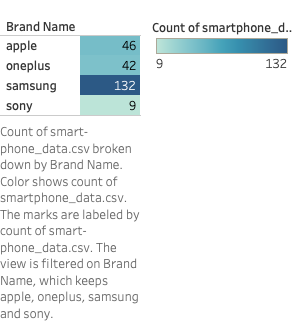 Brand Name
apple 46
oneplus 42
samsung 132
sony 9
Count of smartphone_d..
9 132
Count of smart-
phone_data.csv broken
down by Brand Name.
Color shows count of
smartphone_data.csv.
The marks are labeled by
count of smart-
phone_data.csv. The
view is filtered on Brand
Name, which keeps
apple, oneplus, samsung
and sony.